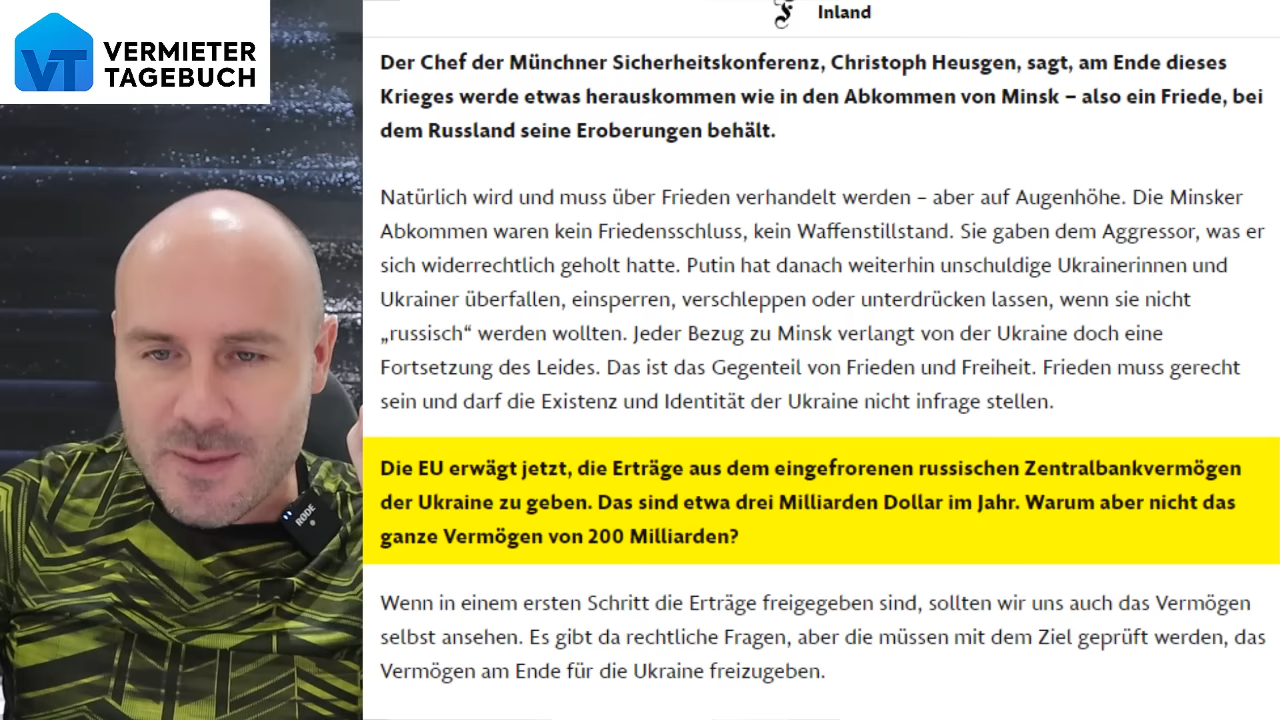 VT VERMIETER
TAGEBUCH
F Inland
Der Chef der Münchner Sicherheitskonferenz, Christoph Heusgen, sagt, am Ende dieses
Krieges werde etwas herauskommen wie in den Abkommen von Minsk – also ein Friede, bei
dem Russland seine Eroberungen behält.
Natürlich wird und muss über Frieden verhandelt werden – aber auf Augenhöhe. Die Minsker
Abkommen waren kein Friedensschluss, kein Waffenstillstand. Sie gaben dem Aggressor, was er
sich widerrechtlich geholt hatte. Putin hat danach weiterhin unschuldige Ukrainerinnen und
Ukrainer überfallen, einsperren, verschleppen oder unterdrücken lassen, wenn sie nicht
„russisch“ werden wollten. Jeder Bezug zu Minsk verlangt von der Ukraine doch eine
Fortsetzung des Leides. Das ist das Gegenteil von Frieden und Freiheit. Frieden muss gerecht
sein und darf die Existenz und Identität der Ukraine nicht infrage stellen.
Die EU erwägt jetzt, die Erträge aus dem eingefrorenen russischen Zentralbankvermögen
der Ukraine zu geben. Das sind etwa drei Milliarden Dollar im Jahr. Warum aber nicht das
ganze Vermögen von 200 Milliarden?
Wenn in einem ersten Schritt die Erträge freigegeben sind, sollten wir uns auch das Vermögen
selbst ansehen. Es gibt da rechtliche Fragen, aber die müssen mit dem Ziel geprüft werden, das
Vermögen am Ende für die Ukraine freizugeben.
RODE